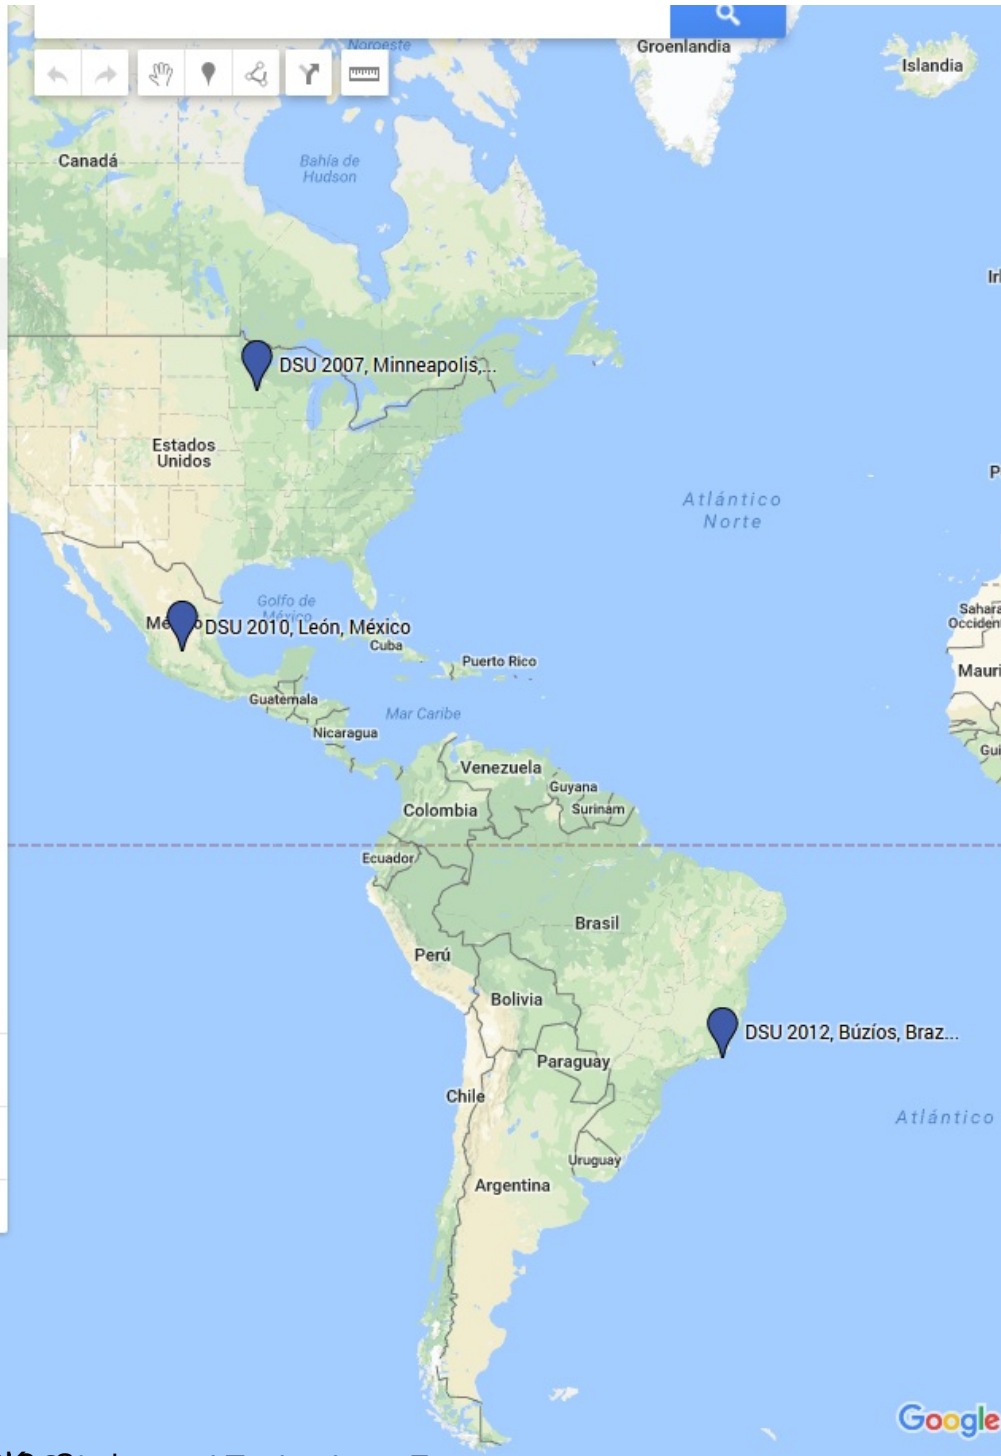 Noroeste
Groenlandia
Islandia
Canadá
Bahía de
Hudson
DSU 2007, Minneapolis,...
Estados
Unidos
Atlántico
Norte
Golfo de
México
DSU 2010, León, México
Cuba
Puerto Rico
Sahara
Mauri
Guatemala
Mar Caribe
Nicaragua
Gui
Venezuela
Guyana
Colombia
Surinam
Ecuador
Brasil
Perú
Bolivia
DSU 2012, Búzíos, Braz...
Paraguay
Chile
Atlántico
Uruguay
Argentina
Google